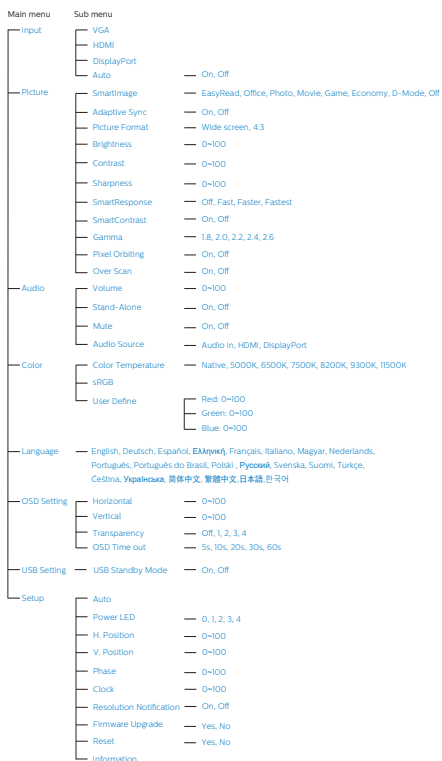 Main menu Sub menu
Input VGA
HDMI
DisplayPort
Auto On, Off
Picture SmartImage EasyRead, Office, Photo, Movie, Game, Economy, D-Mode, Off
Adaptive Sync On, Off
Picture Format Wide screen, 4:3
Brightness 0~100
Contrast 0~100
Sharpness 0~100
SmartResponse Off, Fast, Faster, Fastest
SmartContrast On, Off
Gamma 1.8, 2.0, 2.2, 2.4, 2.6
Pixel Orbiting On, Off
Over Scan On, Off
Audio Volume 0~100
Stand-Alone On, Off
Mute On, Off
Audio Source Audio In, HDMI, DisplayPort
Color Color Temperature Native, 5000K, 6500K, 7500K, 8200K, 9300K, 11500K
sRGB
User Define Red: 0~100
Green: 0~100
Blue: 0~100
Language English, Deutsch, Español, Ελληνική, Français, Italiano, Magyar, Nederlands,
Português, Português do Brasil, Polski , Русский, Svenska, Suomi, Türkçe,
Čeština, Українська, 简体中文, 繁體中文,日本語,한국어
OSD Setting Horizontal 0~100
Vertical 0~100
Transparency Off, 1, 2, 3, 4
OSD Time out 5s, 10s, 20s, 30s, 60s
USB Setting USB Standby Mode On, Off
Setup Auto
Power LED 0, 1, 2, 3, 4
H. Position 0~100
V. Position 0~100
Phase 0~100
Clock 0~100
Resolution Notification On, Off
Firmware Upgrade Yes, No
Reset Yes, No
Information